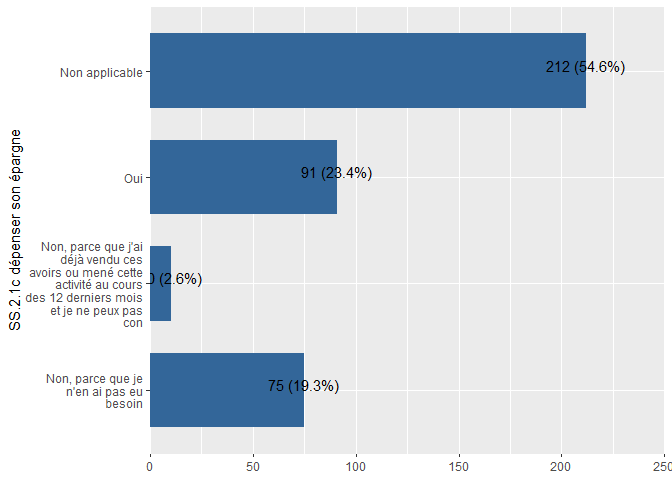 SS.2.1c dépenser son épargne
Non applicable
212 (54.6%)
Oui
91 (23.4%)
Non, parce que j'ai
déjà vendu ces
avoirs ou mené cette
activité au cours
des 12 derniers mois
et je ne peux pas
con
(2.6%)
Non, parce que je
n'en ai pas eu
besoin
75 (19.3%)
0
50
100
150
200
250